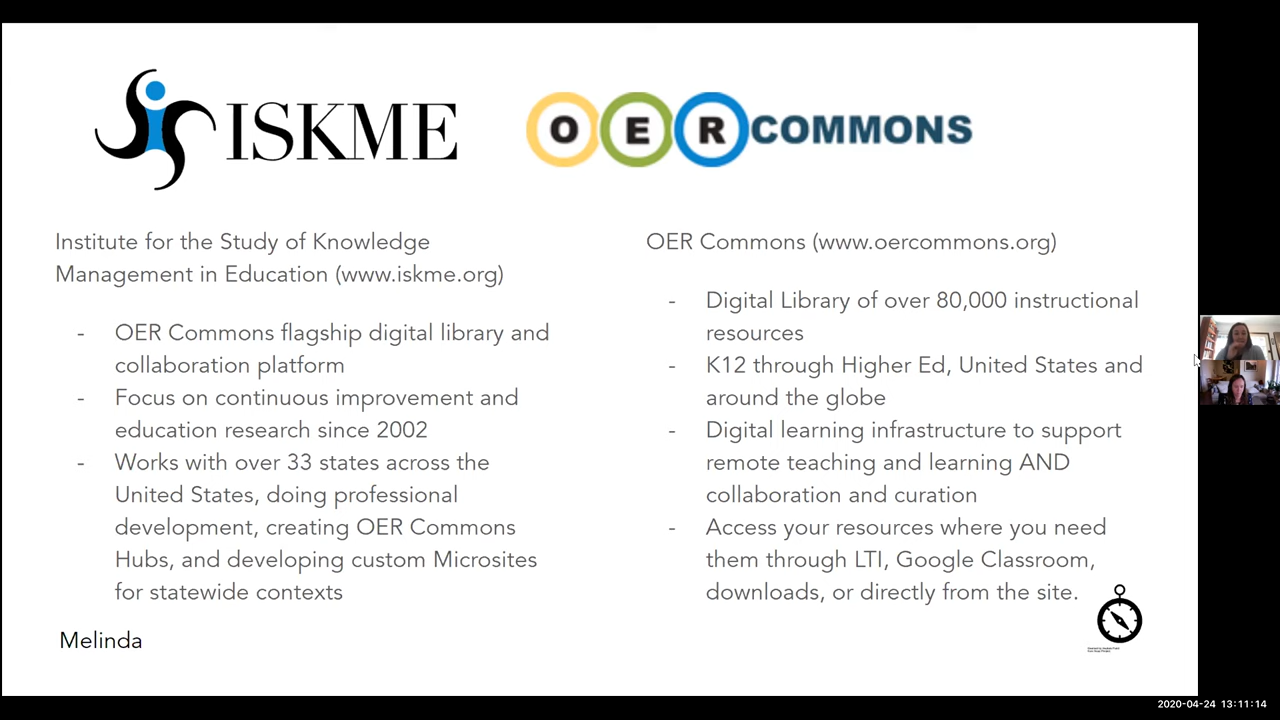 ISKME
OER COMMONS
Institute for the Study of Knowledge
Management in Education (www.iskme.org)
- OER Commons flagship digital library and
collaboration platform
- Focus on continuous improvement and
education research since 2002
- Works with over 33 states across the
United States, doing professional
development, creating OER Commons
Hubs, and developing custom Microsites
for statewide contexts
Melinda
OER Commons (www.oercommons.org)
- Digital Library of over 80,000 instructional
resources
- K12 through Higher Ed, United States and
around the globe
- Digital learning infrastructure to support
remote teaching and learning AND
collaboration and curation
- Access your resources where you need
them through LTI, Google Classroom,
downloads, or directly from the site.
2020-04-24 13:11:14